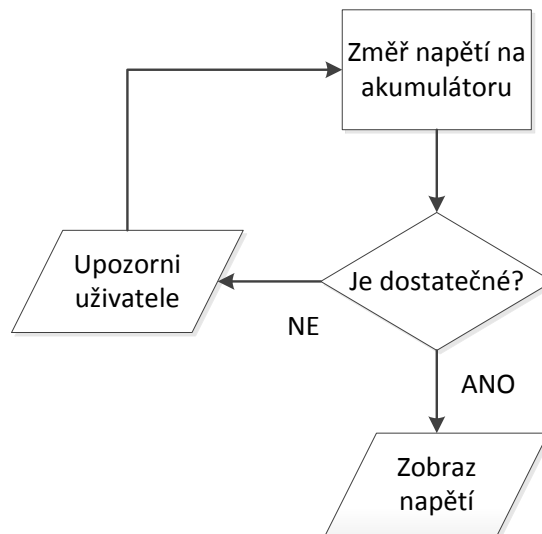 Změř napětí na
akumulátoru
Upozorni
uživatele
Je dostatečné?
NE
ANO
Zobraz
napětí